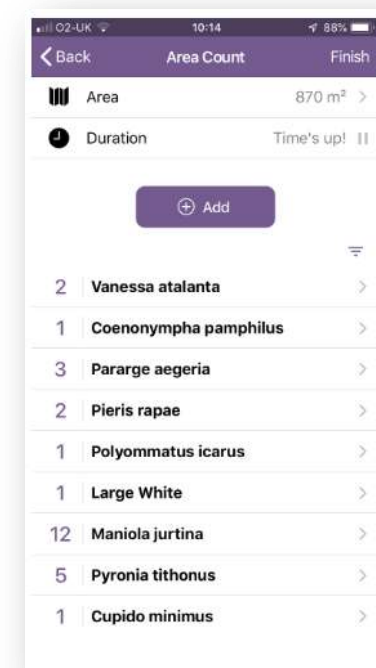 O2-UK 10:14 88%
Back Area Count Finish
Area 870 m²
Duration Time's up!
Add
2 Vanessa atalanta
1 Coenonympha pamphilus
3 Pararge aegeria
2 Pieris rapae
1 Polyommatus icarus
1 Large White
12 Maniola jurtina
5 Pyronia tithonus
1 Cupido minimus